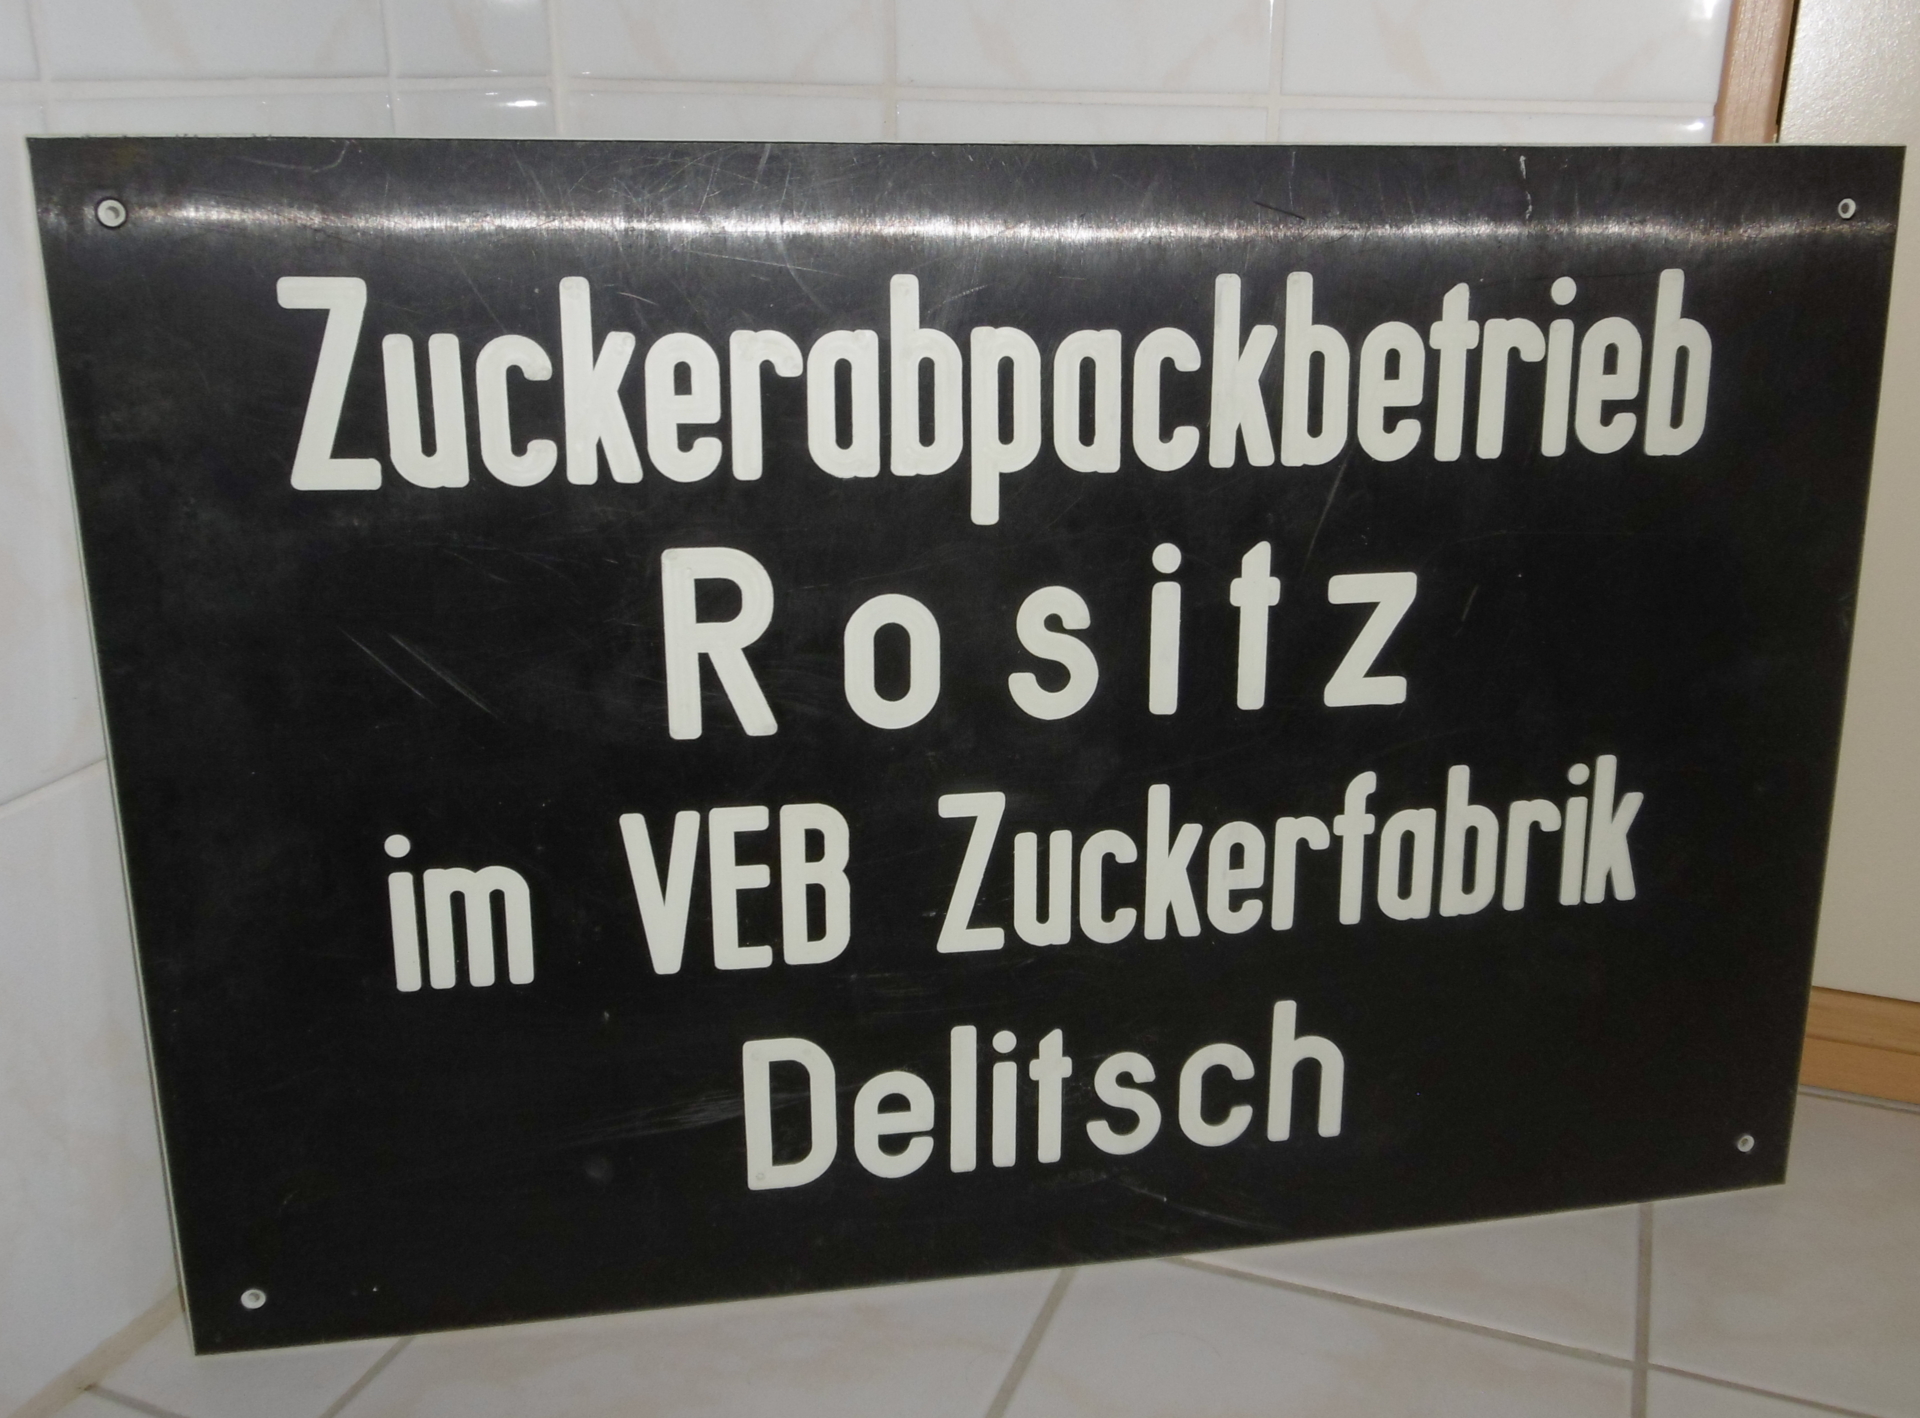 Zuckerabpackbetrieb
Rositz
im VEB Zuckerfabrik
Delitsch